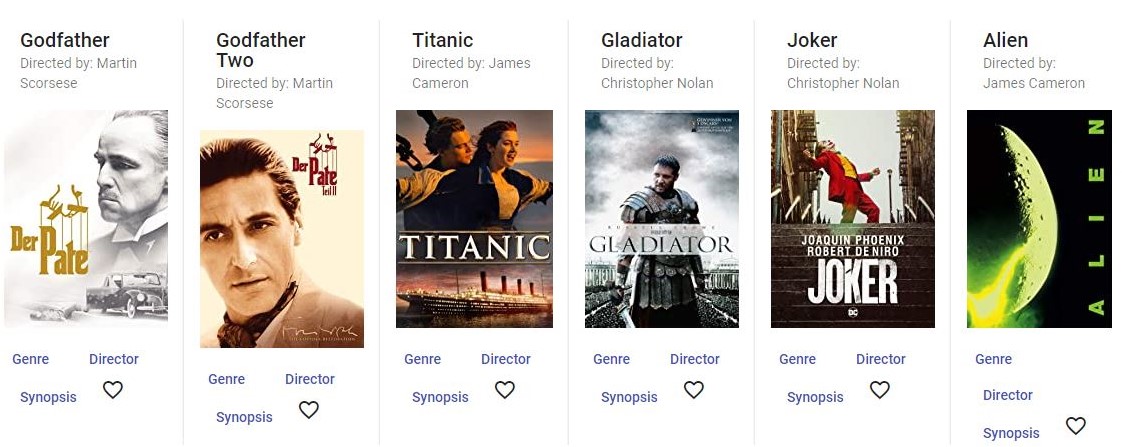 Godfather
Directed by: Martin
Scorsese
Der
Pate
Genre
Director
Synopsis
Godfather
Two
Directed by: Martin
Scorsese
Der
Pate
Teil II
Genre
Director
Synopsis
Titanic
Directed by: James
Cameron
TITANIC
Genre
Director
Synopsis
Gladiator
Directed by:
Christopher Nolan
RUSSELL CROWE
GLADIATOR
Genre
Director
Synopsis
Joker
Directed by:
Christopher Nolan
JOAQUIN PHOENIX
ROBERT DE NIRO
JOKER
DC
Genre
Director
Synopsis
Alien
Directed by:
James Cameron
ALIEN
Genre
Director
Synopsis